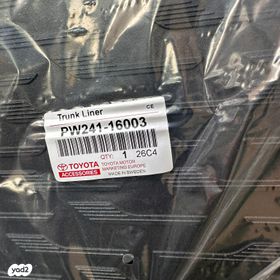 Trunk Liner
CE
PW241-16003
QTY: 1 26C4
TOYOTA
ACCESSORIES
TOYOTA MOTOR
MARKETING EUROPE
MADE IN SWEDEN
yad2